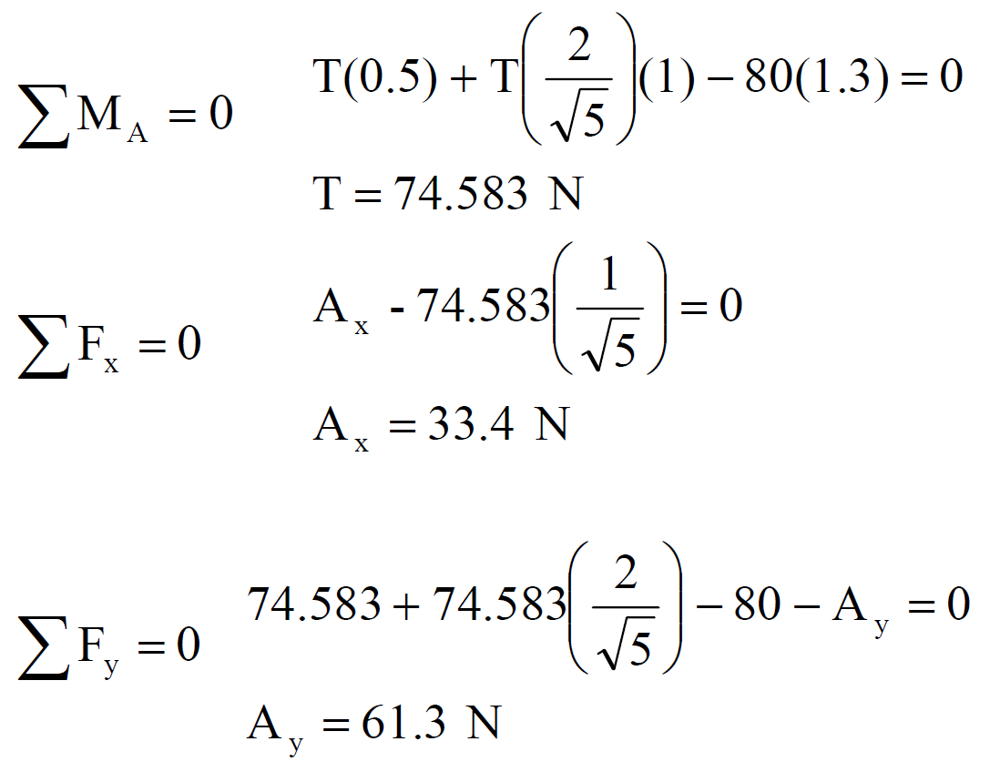 ∑M_A = 0 T(0.5) + T(2/√5)(1) − 80(1.3) = 0
T = 74.583 N
∑F_x = 0 A_x - 74.583(1/√5) = 0
A_x = 33.4 N
∑F_y = 0 74.583 + 74.583(2/√5) − 80 − A_y = 0
A_y = 61.3 N